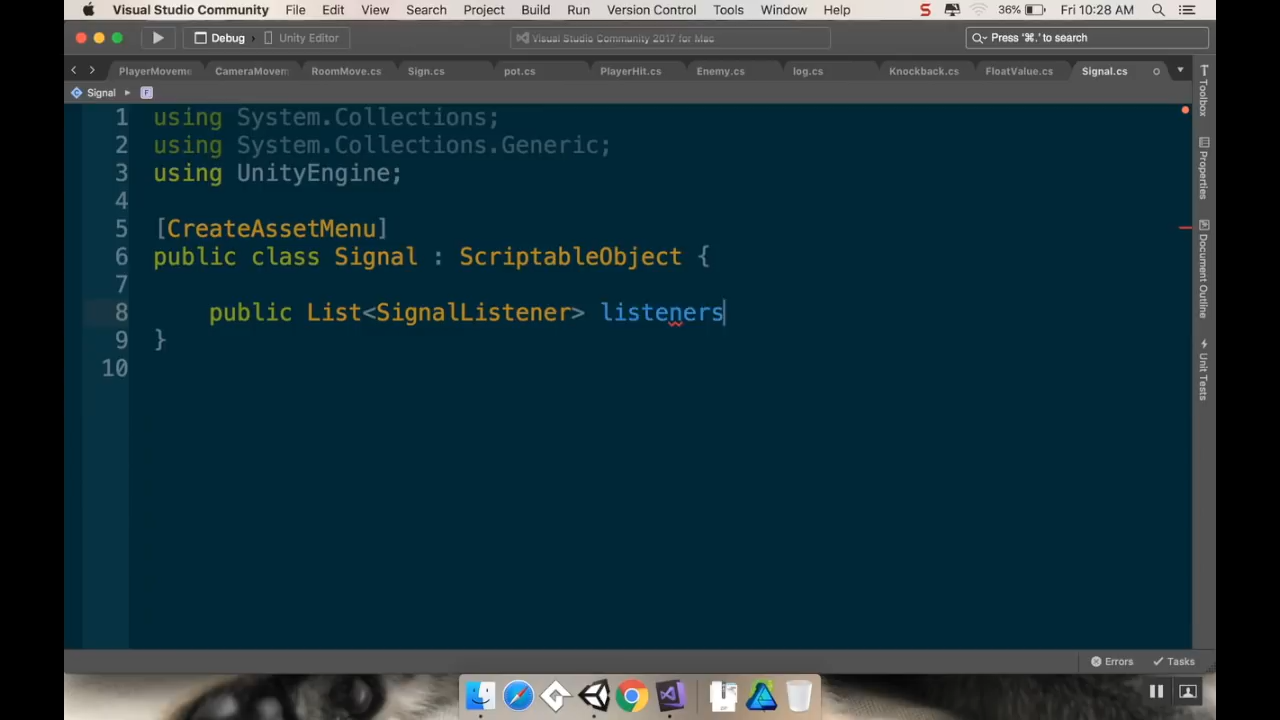 Visual Studio Community File Edit View Search Project Build Run Version Control Tools Window Help S 36% Fri 10:28 AM
Debug Unity Editor Visual Studio Community 2017 for Mac Press '⌘.' to search
PlayerMovem CameraMovem RoomMove.cs Sign.cs pot.cs PlayerHit.cs Enemy.cs log.cs Knockback.cs FloatValue.cs Signal.cs
Signal F
1 using System.Collections;
2 using System.Collections.Generic;
3 using UnityEngine;
4
5 [CreateAssetMenu]
6 public class Signal : ScriptableObject {
7
8 public List<SignalListener> listeners
9 }
10
Toolbox
Properties
Document Outline
Unit Tests
Errors Tasks